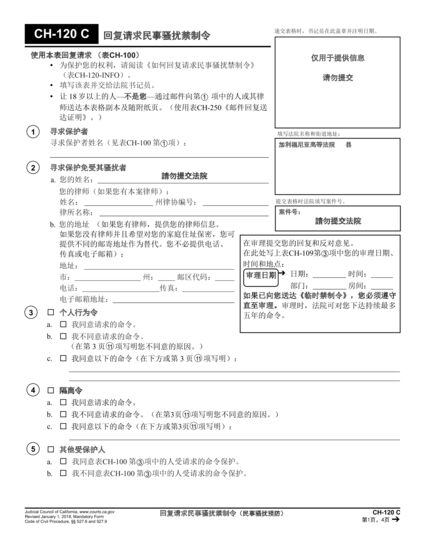 CH-120 C 回复请求民事骚扰禁制令
递交表格时，书记员在此盖章并注明日期。
使用本表回复请求 （表CH-100）
• 为保护您的权利，请阅读《如何回复请求民事骚扰禁制令》
（表CH-120-INFO）。
• 填写该表并交给法院书记员。
• 让 18 岁以上的人—不是您—通过邮件向第① 项中的人或其律
师送达本表格副本及随附纸页。（使用表CH-250《邮件回复送
达证明》。）
仅用于提供信息
请勿提交
填写法院名称和街道地址：
加利福尼亚高等法院 县
递交表格时法院填写案件号。
案件号：
請勿提交法院
1 寻求保护者
寻求保护者姓名（见表CH-100 第①项）：
2 寻求保护免受其骚扰者
請勿提交法院
a. 您的姓名：
您的律师（如果您有本案律师）：
姓名： 州律协编号：
律所名称：
b. 您的地址 （如果您有律师，提供您的律师信息。
如果您没有律师并且希望对您的家庭住址保密，您可
提供不同的邮寄地址作为替代。您不必提供电话、
传真或电子邮箱）：
地址：
市： 州： 邮区代码：
电话： 传真：
电子邮箱地址：
在审理提交您的回复和反对意见。
在此处写上表CH-109第③项中您的审理日期、
时间和地点：
审理日期 日期： 时间：
部门： 房间：
如果已向您送达《临时禁制令》，您必须遵守
直至审理。审理时，法院可对您下达持续最多
五年的命令。
3 个人行为令
a. 我同意请求的命令。
b. 我不同意请求的命令。
（在第 3 页⑪项写明您不同意的原因。）
c. 我同意以下的命令（在下方或第 3 页⑪项写明）：
4 隔离令
a. 我同意请求的命令。
b. 我不同意请求的命令。（在第3页⑪项写明您不同意的原因。）
c. 我同意以下的命令（在下方或第3页⑪项写明）：
5 其他受保护人
a. 我同意表CH-100 第③项中的人受请求的命令保护。
b. 我不同意表CH-100 第③项中的人受请求的命令保护。
Judicial Council of California, www.courts.ca.gov
Revised January 1, 2018, Mandatory Form
Code of Civil Procedure, §§ 527.6 and 527.9
回复请求民事骚扰禁制令（民事骚扰预防）
CH-120 C
第1页，4页 →